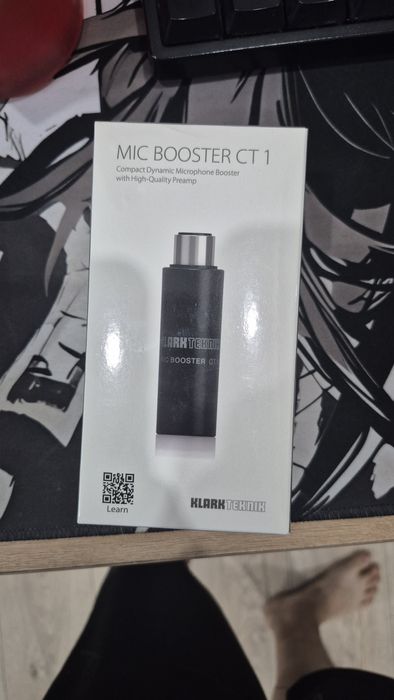 MIC BOOSTER CT 1
Compact Dynamic Microphone Booster
with High-Quality Preamp
KLARK TEKNIK
MIC BOOSTER CT
Learn
KLARK TEKNIK